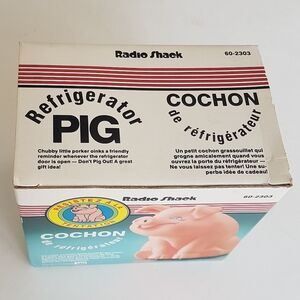 Radio Shack
60-2303
Refrigerator
PIG
Chubby little porker oinks a friendly
reminder whenever the refrigerator
door is open — Don't Pig Out! A great
gift idea!
COCHON
de réfrigérateur
Un petit cochon grassouillet qui
grogne amicalement quand vous
ouvrez la porte du réfrigérateur —
Ne vous laissez pas tenter! Une su-
perbe idée de cadeau!
Radio Shack
60-2303
COCHON
de réfrigérateur